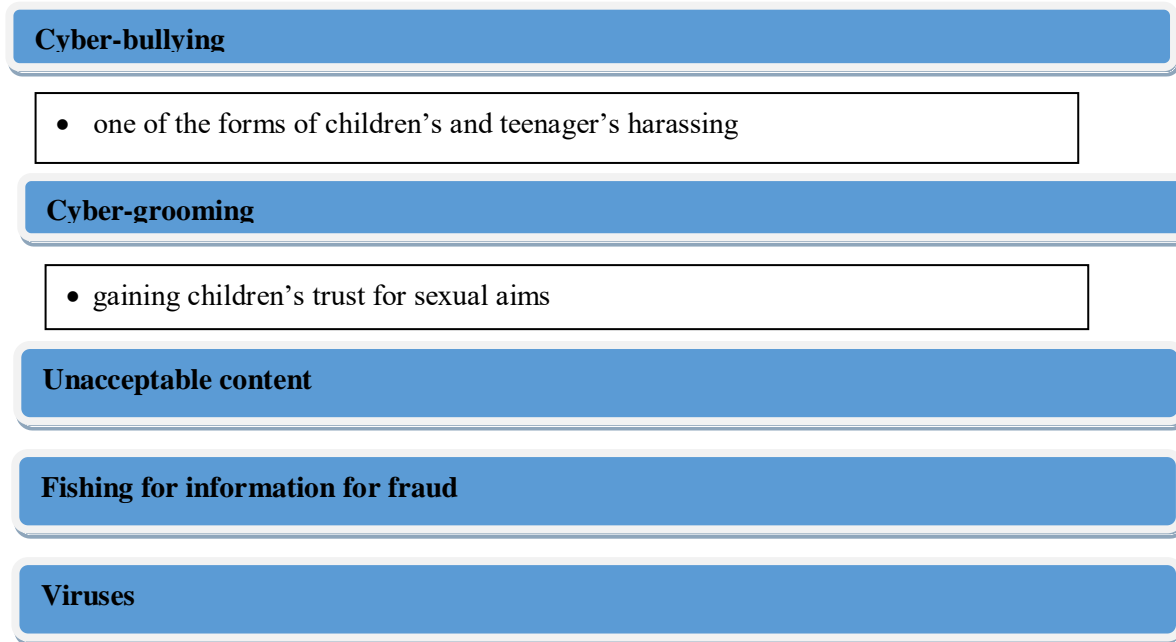 Cyber-bullying
• one of the forms of children’s and teenager’s harassing
Cyber-grooming
• gaining children’s trust for sexual aims
Unacceptable content
Fishing for information for fraud
Viruses